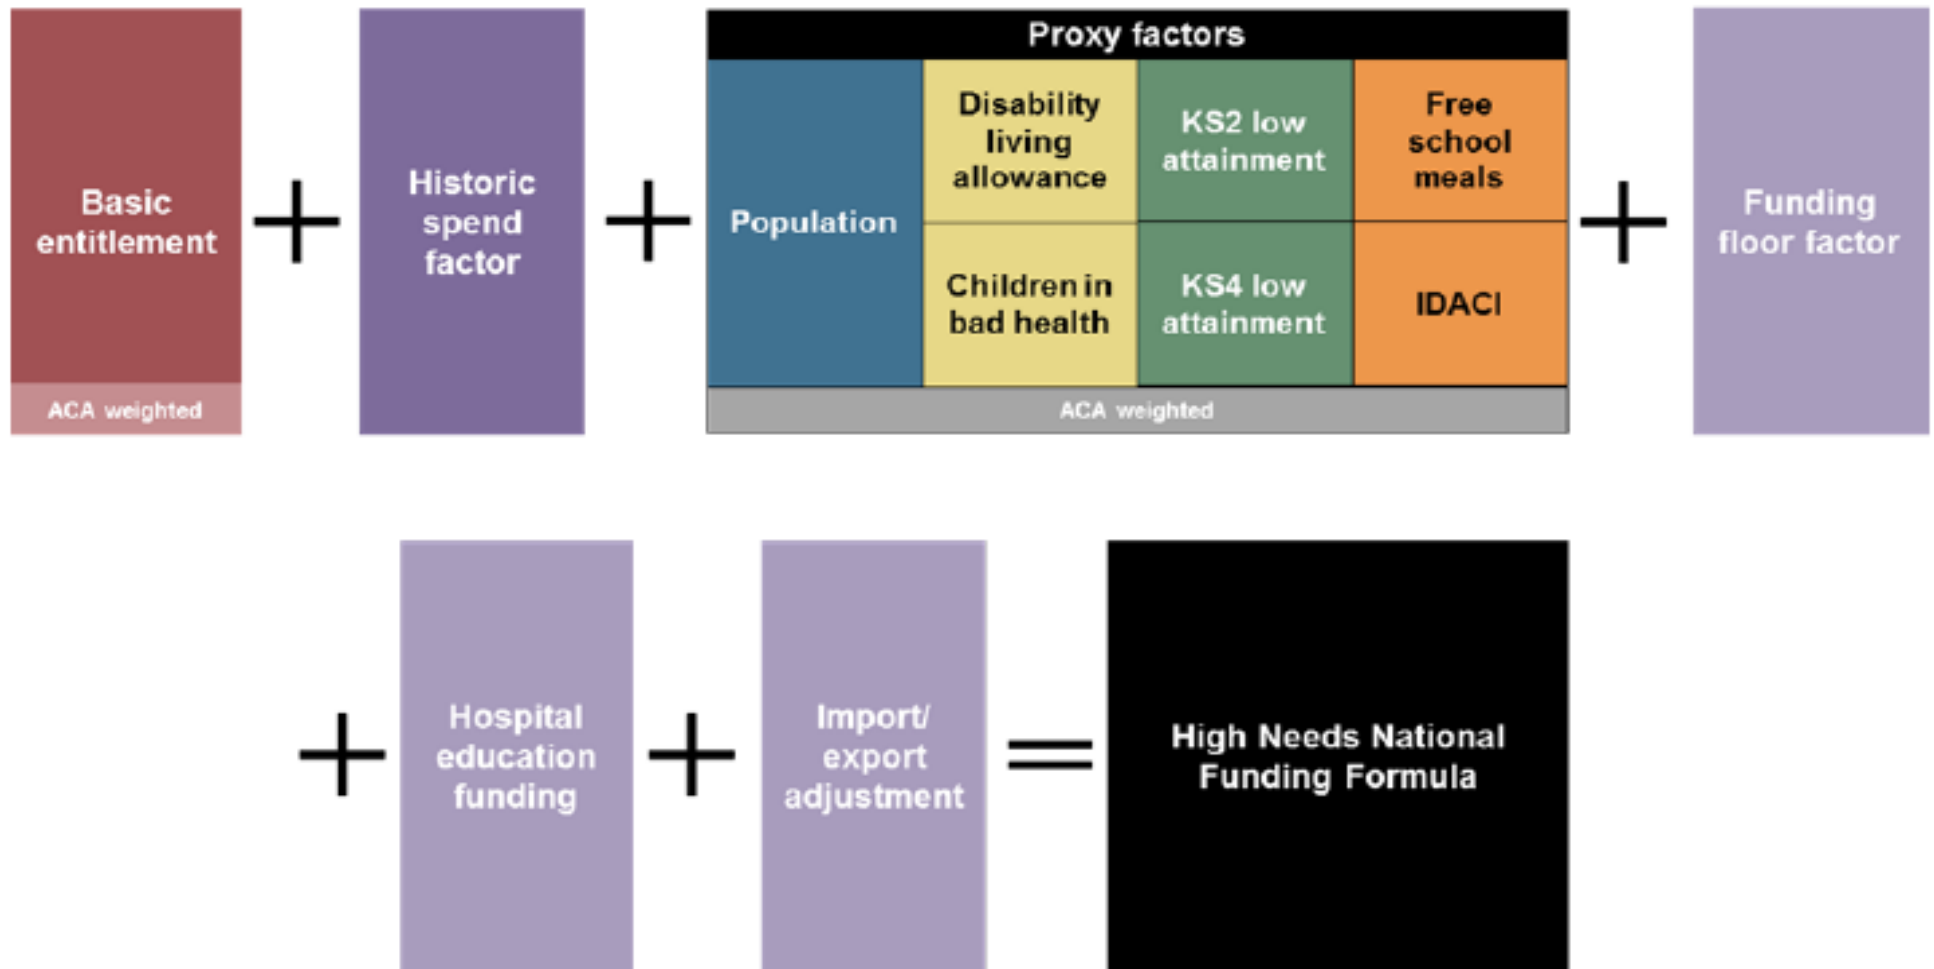 Basic
entitlement
ACA weighted
+
Historic
spend
factor
+
Proxy factors
Population
Disability
living
allowance
Children in
bad health
KS2 low
attainment
KS4 low
attainment
Free
school
meals
IDACI
ACA weighted
+
Funding
floor factor
+
Hospital
education
funding
+
Import/
export
adjustment
=
High Needs National
Funding Formula